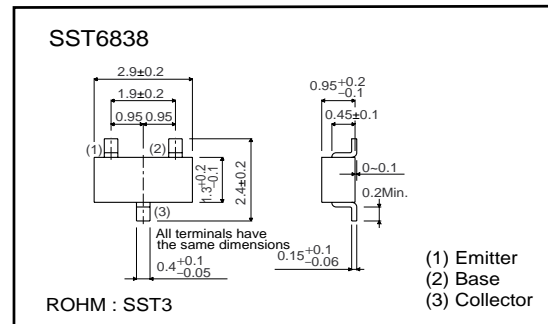 SST6838
2.9±0.2
1.9±0.2
0.95 0.95
(1)
(2)
(3)
1.3+0.2 −0.1
2.4±0.2
All terminals have
the same dimensions
0.4+0.1 −0.05
0.95+0.2 −0.1
0.45±0.1
0~0.1
0.2Min.
0.15+0.1 −0.06
(1) Emitter
(2) Base
(3) Collector
ROHM : SST3